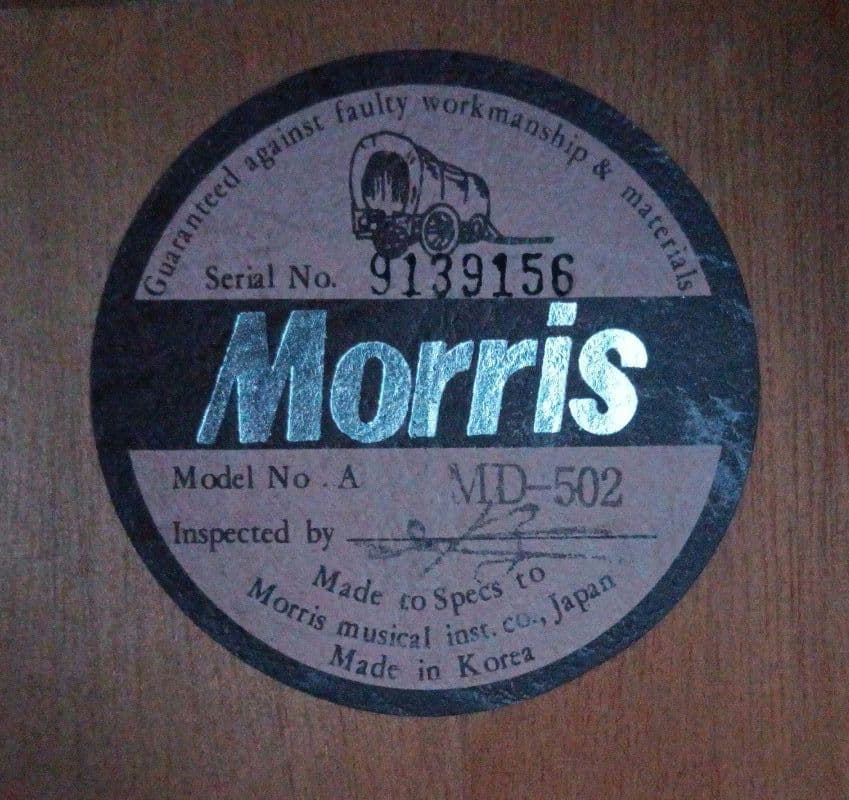 Guaranteed against faulty workmanship & materials
Serial No. 9139156
Morris
Model No. A MD-502
Inspected by
Made to Specs to
Morris musical inst. co., Japan
Made in Korea